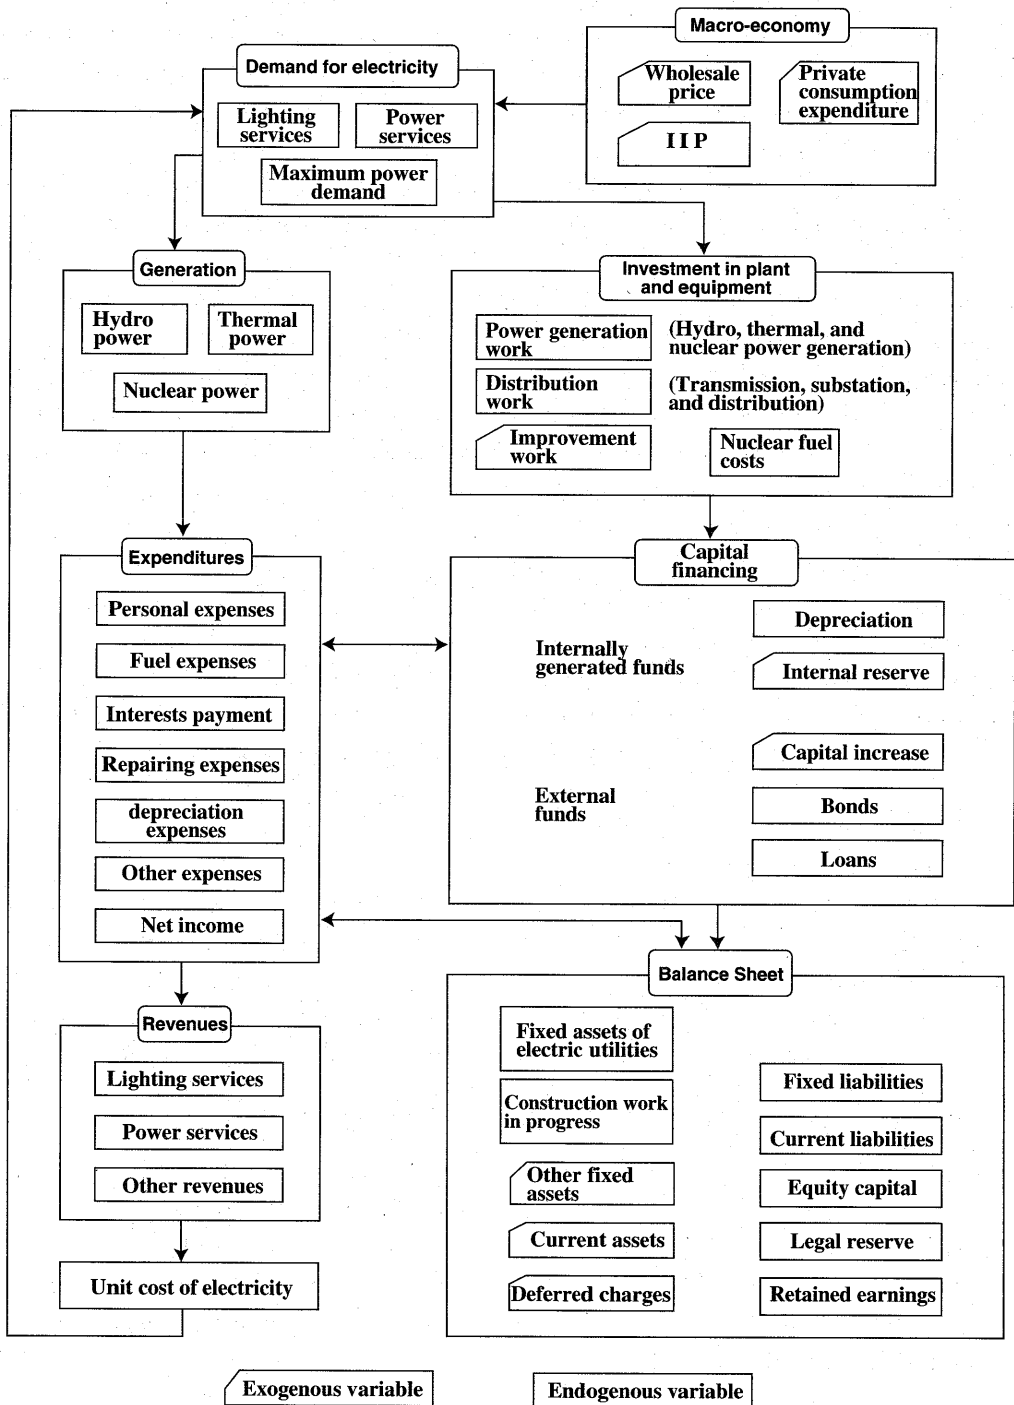 Macro-economy
Wholesale
price
Private
consumption
expenditure
I I P
Demand for electricity
Lighting
services
Power
services
Maximum power
demand
Generation
Hydro
power
Thermal
power
Nuclear power
Investment in plant
and equipment
Power generation
work
(Hydro, thermal, and
nuclear power generation)
Distribution
work
(Transmission, substation,
and distribution)
Improvement
work
Nuclear fuel
costs
Expenditures
Personal expenses
Fuel expenses
Interests payment
Repairing expenses
depreciation
expenses
Other expenses
Net income
Capital
financing
Internally
generated funds
Depreciation
Internal reserve
External
funds
Capital increase
Bonds
Loans
Revenues
Lighting services
Power services
Other revenues
Unit cost of electricity
Balance Sheet
Fixed assets of
electric utilities
Construction work
in progress
Other fixed
assets
Current assets
Deferred charges
Fixed liabilities
Current liabilities
Equity capital
Legal reserve
Retained earnings
Exogenous variable
Endogenous variable